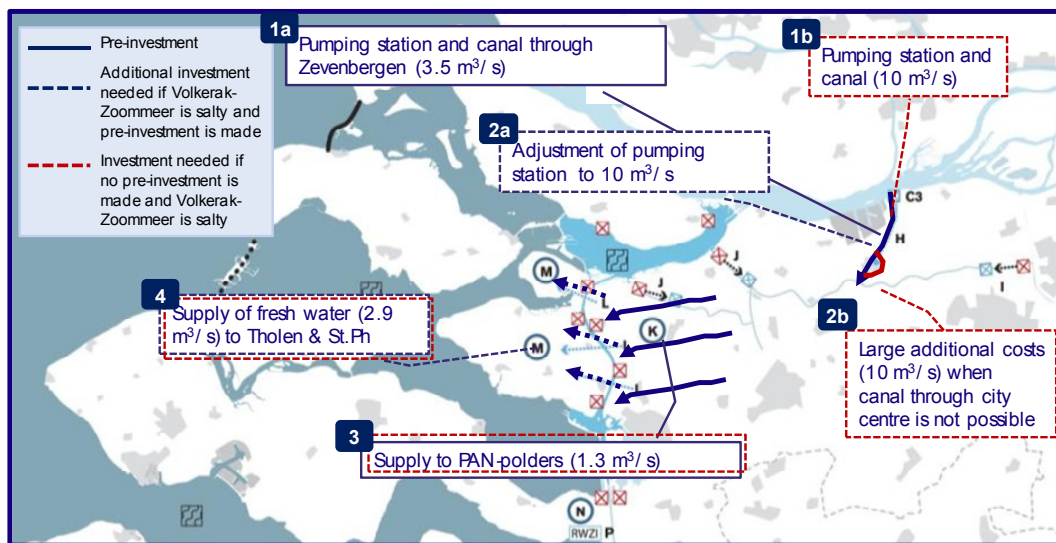 Pre-investment
Additional investment
needed if Volkerak-
Zoommeer is salty and
pre-investment is made
Investment needed if
no pre-investment is
made and Volkerak-
Zoommeer is salty
1a
Pumping station and canal through
Zevenbergen (3.5 m³/ s)
1b
Pumping station and
canal (10 m³/ s)
2a
Adjustment of pumping
station to 10 m³/ s
C3
H
J
J
I
M
L
K
M
L
L
4
Supply of fresh water (2.9
m³/ s) to Tholen & St.Ph
2b
Large additional costs
(10 m³/ s) when
canal through city
centre is not possible
3
Supply to PAN-polders (1.3 m³/ s)
N
RWZI P